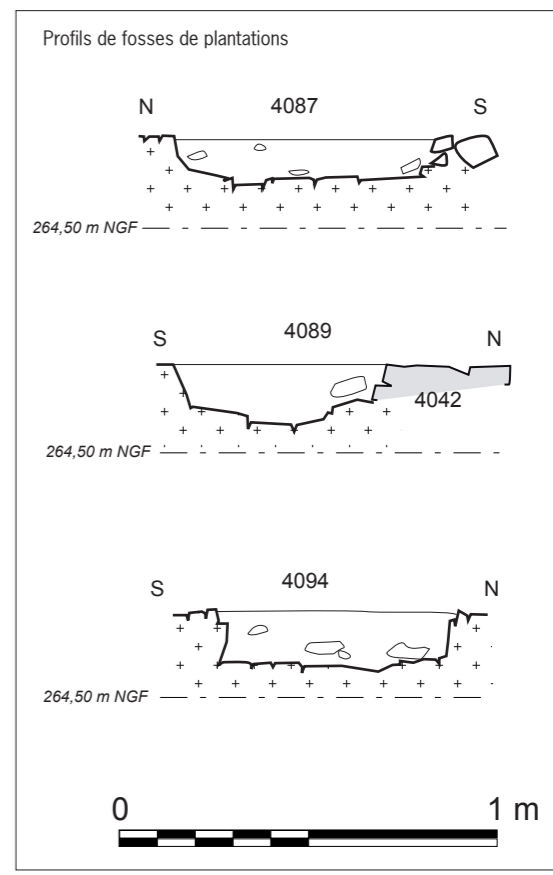 Profils de fosses de plantations
N 4087 S
264,50 m NGF
S 4089 N
4042
264,50 m NGF
S 4094 N
264,50 m NGF
0 1 m